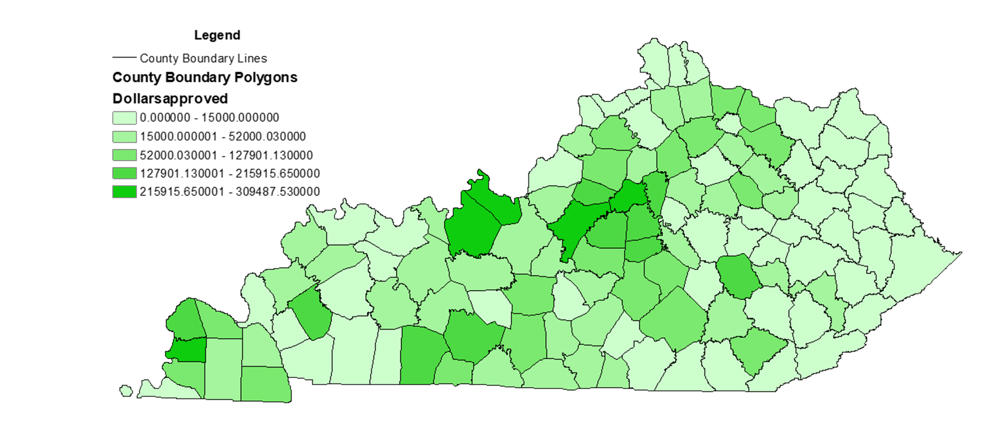 Legend
County Boundary Lines
County Boundary Polygons
Dollarsapproved
0.000000 - 15000.000000
15000.000001 - 52000.030000
52000.030001 - 127901.130000
127901.130001 - 215915.650000
215915.650001 - 309487.530000